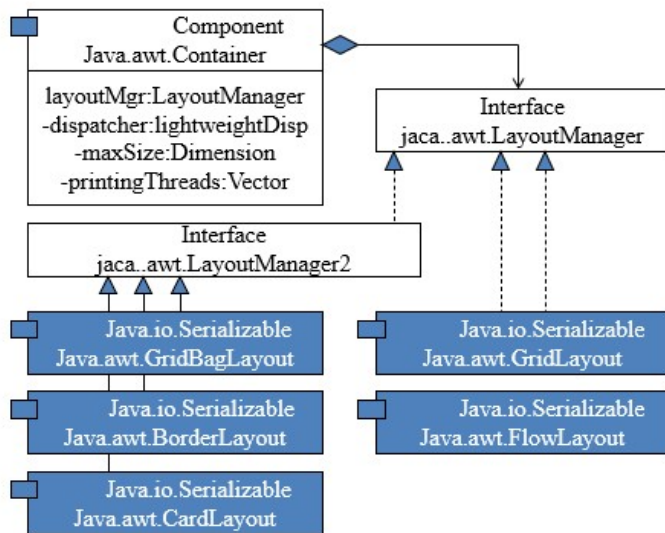 Component
Java.awt.Container
layoutMgr:LayoutManager
-dispatcher:lightweightDisp
-maxSize:Dimension
-printingThreads:Vector
Interface
jaca..awt.LayoutManager
Interface
jaca..awt.LayoutManager2
Java.io.Serializable
Java.awt.GridBagLayout
Java.io.Serializable
Java.awt.GridLayout
Java.io.Serializable
Java.awt.BorderLayout
Java.io.Serializable
Java.awt.FlowLayout
Java.io.Serializable
Java.awt.CardLayout